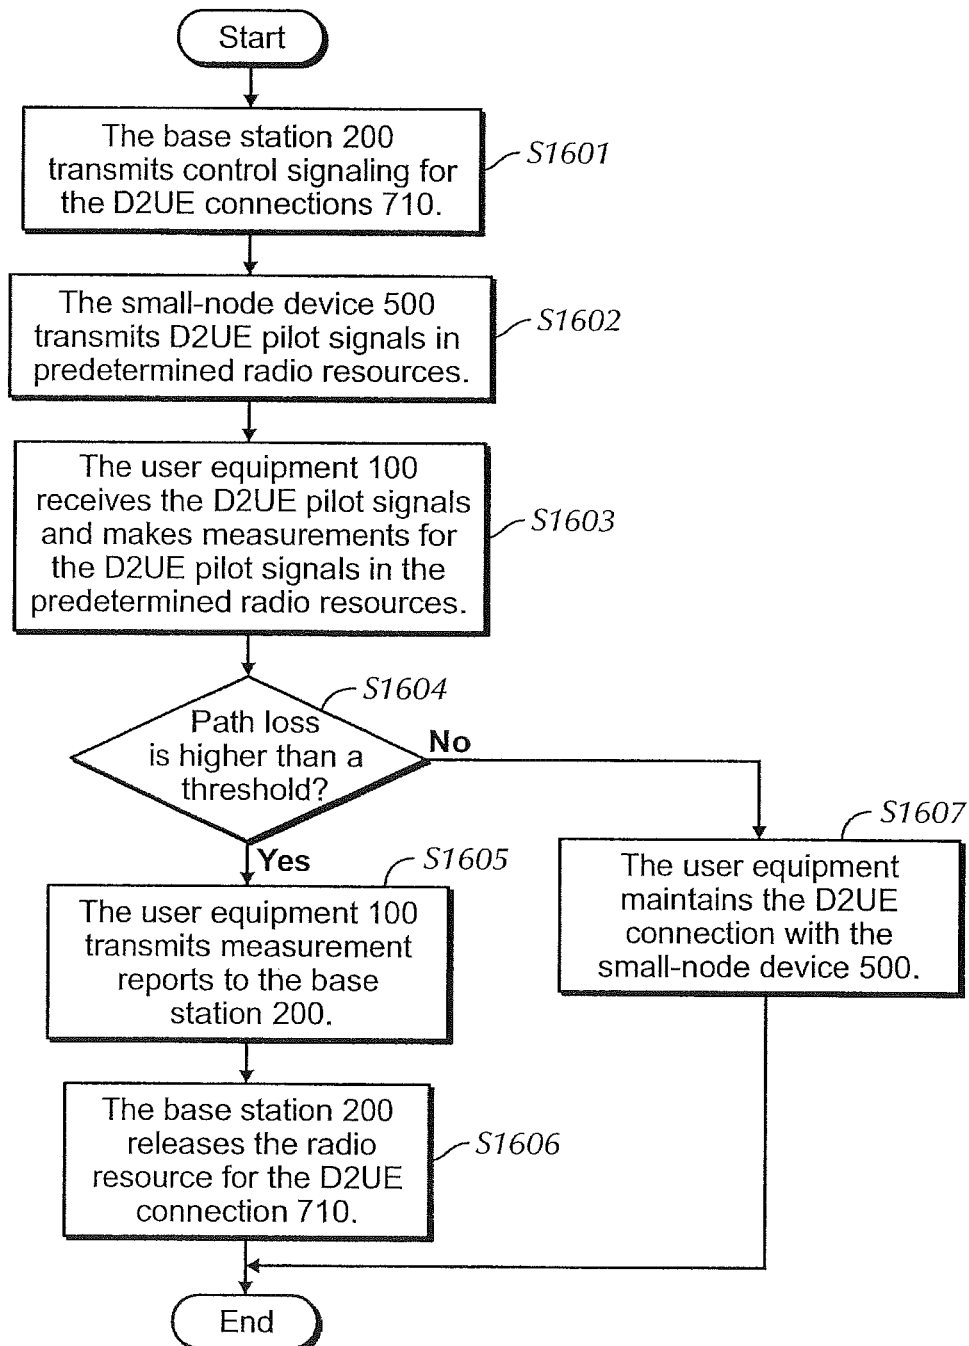 Start
The base station 200
transmits control signaling for
the D2UE connections 710.
S1601
The small-node device 500
transmits D2UE pilot signals in
predetermined radio resources.
S1602
The user equipment 100
receives the D2UE pilot signals
and makes measurements for
the D2UE pilot signals in the
predetermined radio resources.
S1603
S1604
Path loss
is higher than a
threshold?
No
Yes
S1605
The user equipment 100
transmits measurement
reports to the base
station 200.
S1607
The user equipment
maintains the D2UE
connection with the
small-node device 500.
The base station 200
releases the radio
resource for the D2UE
connection 710.
S1606
End